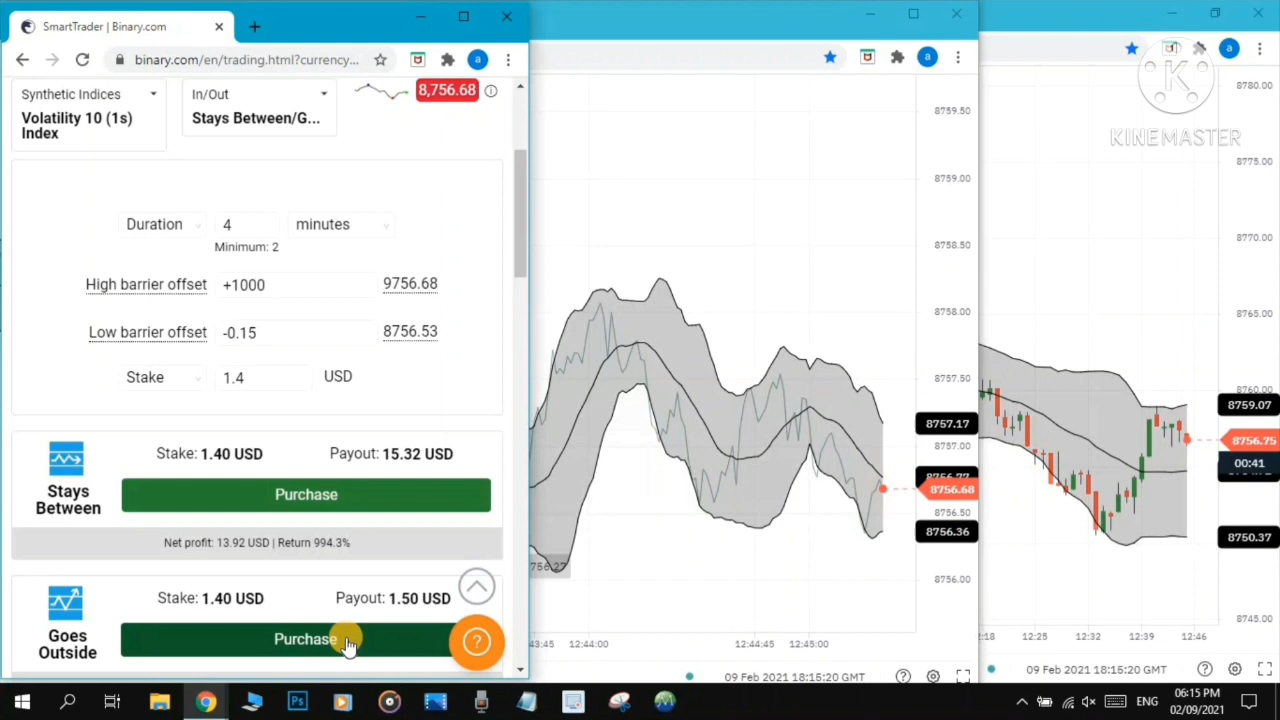 SmartTrader | Binary.com
binary.com/en/trading.html?currency...
a
a
a
Synthetic Indices
Volatility 10 (1s)
Index
In/Out
Stays Between/G...
8,756.68
Duration 4 minutes
Minimum: 2
High barrier offset +1000 9756.68
Low barrier offset -0.15 8756.53
Stake 1.4 USD
Stake: 1.40 USD Payout: 15.32 USD
Stays
Between
Purchase
Net profit: 13.92 USD | Return 994.3%
Stake: 1.40 USD Payout: 1.50 USD
Goes
Outside
Purchase
?
8759.50
8759.00
8758.50
8758.00
8757.50
8757.17
8757.00
8756.68
8756.50
8756.36
8756.00
756.27
43:45 12:44:00 12:44:45 12:45:00
09 Feb 2021 18:15:20 GMT
K
KINEMASTER
8780.00
8775.00
8770.00
8765.00
8760.00
8759.07
8756.75
00:41
8750.37
8745.00
2:18 12:25 12:32 12:39 12:46
09 Feb 2021 18:15:20 GMT
Ps
ENG
06:15 PM
02/09/2021